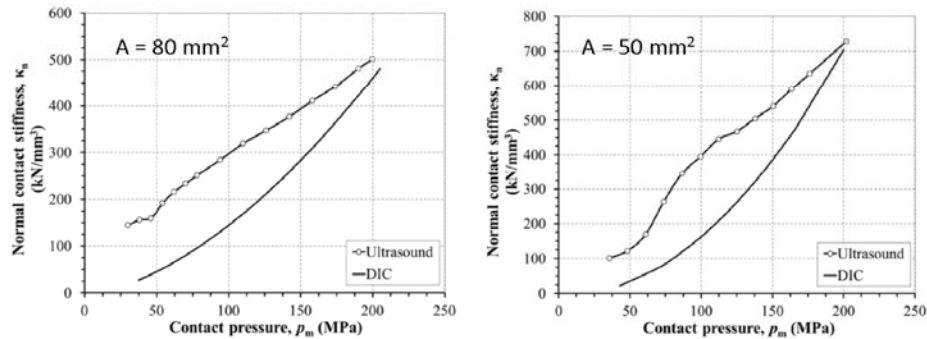 600
500
400
300
200
100
0
Normal contact stiffness, κn
(kN/mm³)
A = 80 mm²
Ultrasound
DIC
0 50 100 150 200 250
Contact pressure, pm (MPa)
800
700
600
500
400
300
200
100
0
Normal contact stiffness, κn
(kN/mm³)
A = 50 mm²
Ultrasound
DIC
0 50 100 150 200 250
Contact pressure, pm (MPa)